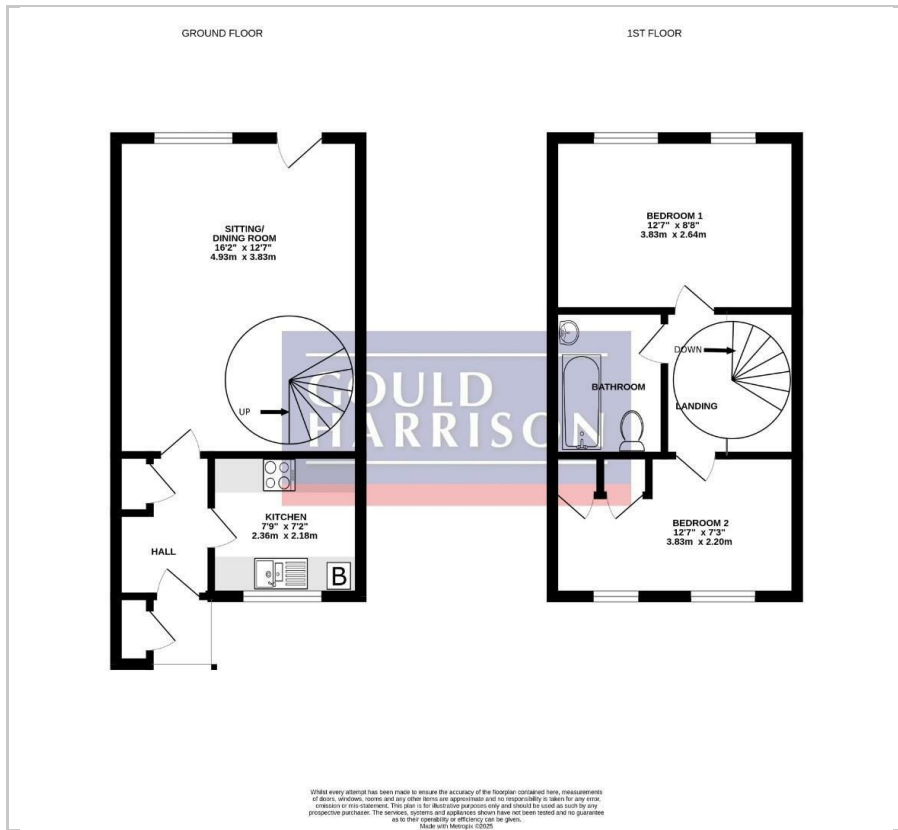 GROUND FLOOR
1ST FLOOR
SITTING/
DINING ROOM
16'2" x 12'7"
4.93m x 3.83m
UP
KITCHEN
7'9" x 7'2"
2.36m x 2.18m
B
HALL
BEDROOM 1
12'7" x 8'8"
3.83m x 2.64m
DOWN
BATHROOM
LANDING
BEDROOM 2
12'7" x 7'3"
3.83m x 2.20m
GOULD
HARRISON
Whilst every attempt has been made to ensure the accuracy of the floorplan contained here, measurements
of doors, windows, rooms and any other items are approximate and no responsibility is taken for any error,
omission or mis-statement. This plan is for illustrative purposes only and should be used as such by any
prospective purchaser. The services, systems and appliances shown have not been tested and no guarantee
as to their operability or efficiency can be given.
Made with Metropix ©2025